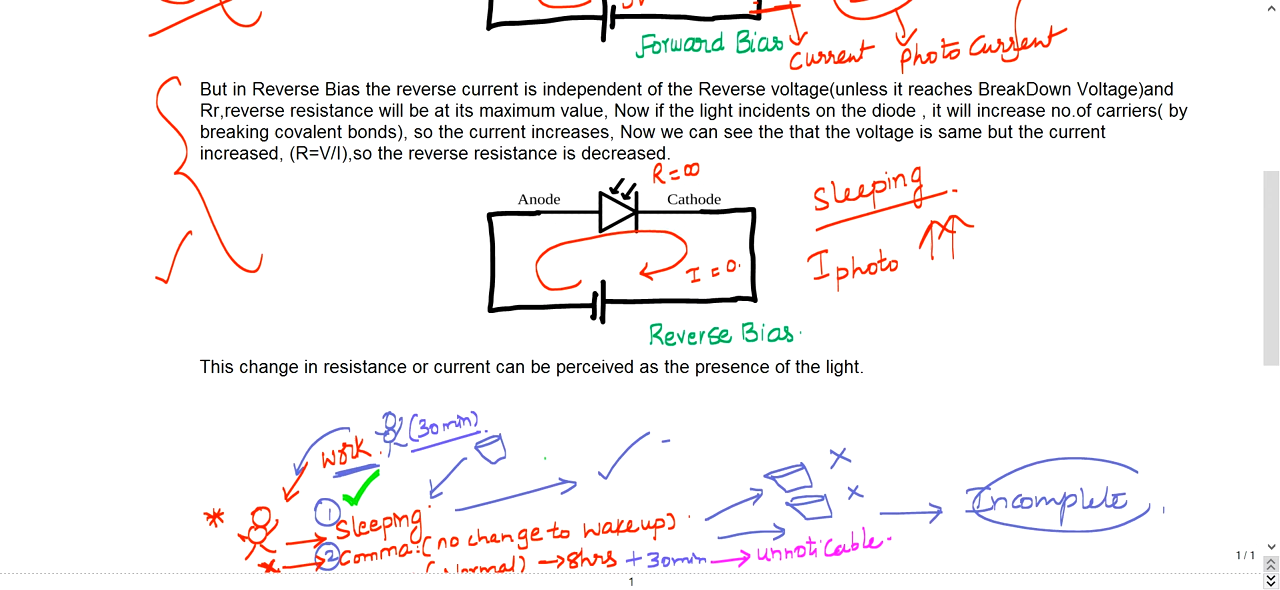 Forward Bias
Current
Photo Current
But in Reverse Bias the reverse current is independent of the Reverse voltage(unless it reaches BreakDown Voltage)and
Rr,reverse resistance will be at its maximum value, Now if the light incidents on the diode , it will increase no.of carriers( by
breaking covalent bonds), so the current increases, Now we can see the that the voltage is same but the current
increased, (R=V/I),so the reverse resistance is decreased.
R=∞
Anode
Cathode
Sleeping.
I photo
I = 0.
Reverse Bias.
This change in resistance or current can be perceived as the presence of the light.
(30min)
Work.
① Sleeping.
② Comma:( no change to wakeup)
(Normal) → 8hrs + 30min → unnoticable.
Incomplete.
1 / 1
1